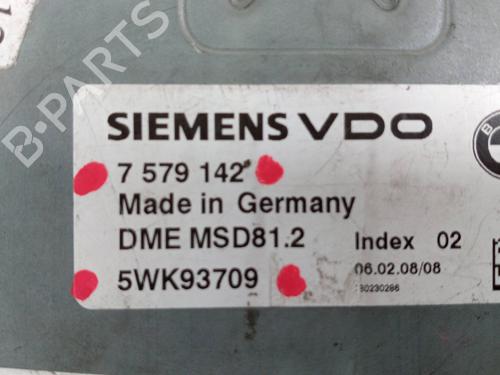 B-PARTS
SIEMENS VDO
7 579 142
Made in Germany
DME MSD81.2 Index 02
5WK93709 06.02.08/08